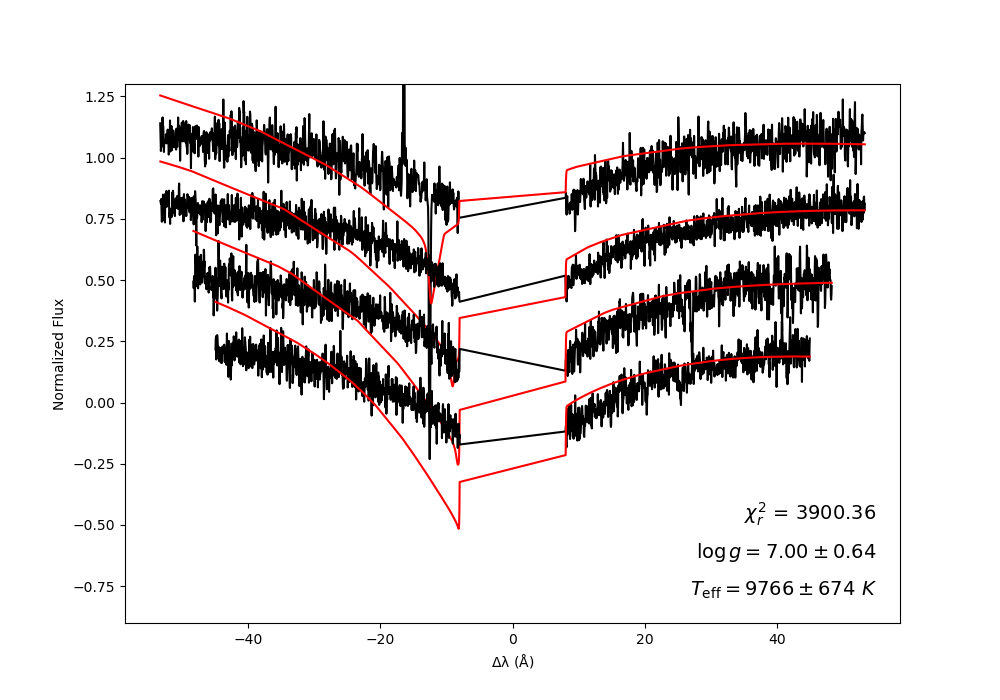 1.25
1.00
0.75
0.50
0.25
0.00
−0.25
−0.50
−0.75
Normalized Flux
χ²ᵣ = 3900.36
log g = 7.00 ± 0.64
T_eff = 9766 ± 674 K
−40 −20 0 20 40
Δλ (Å)